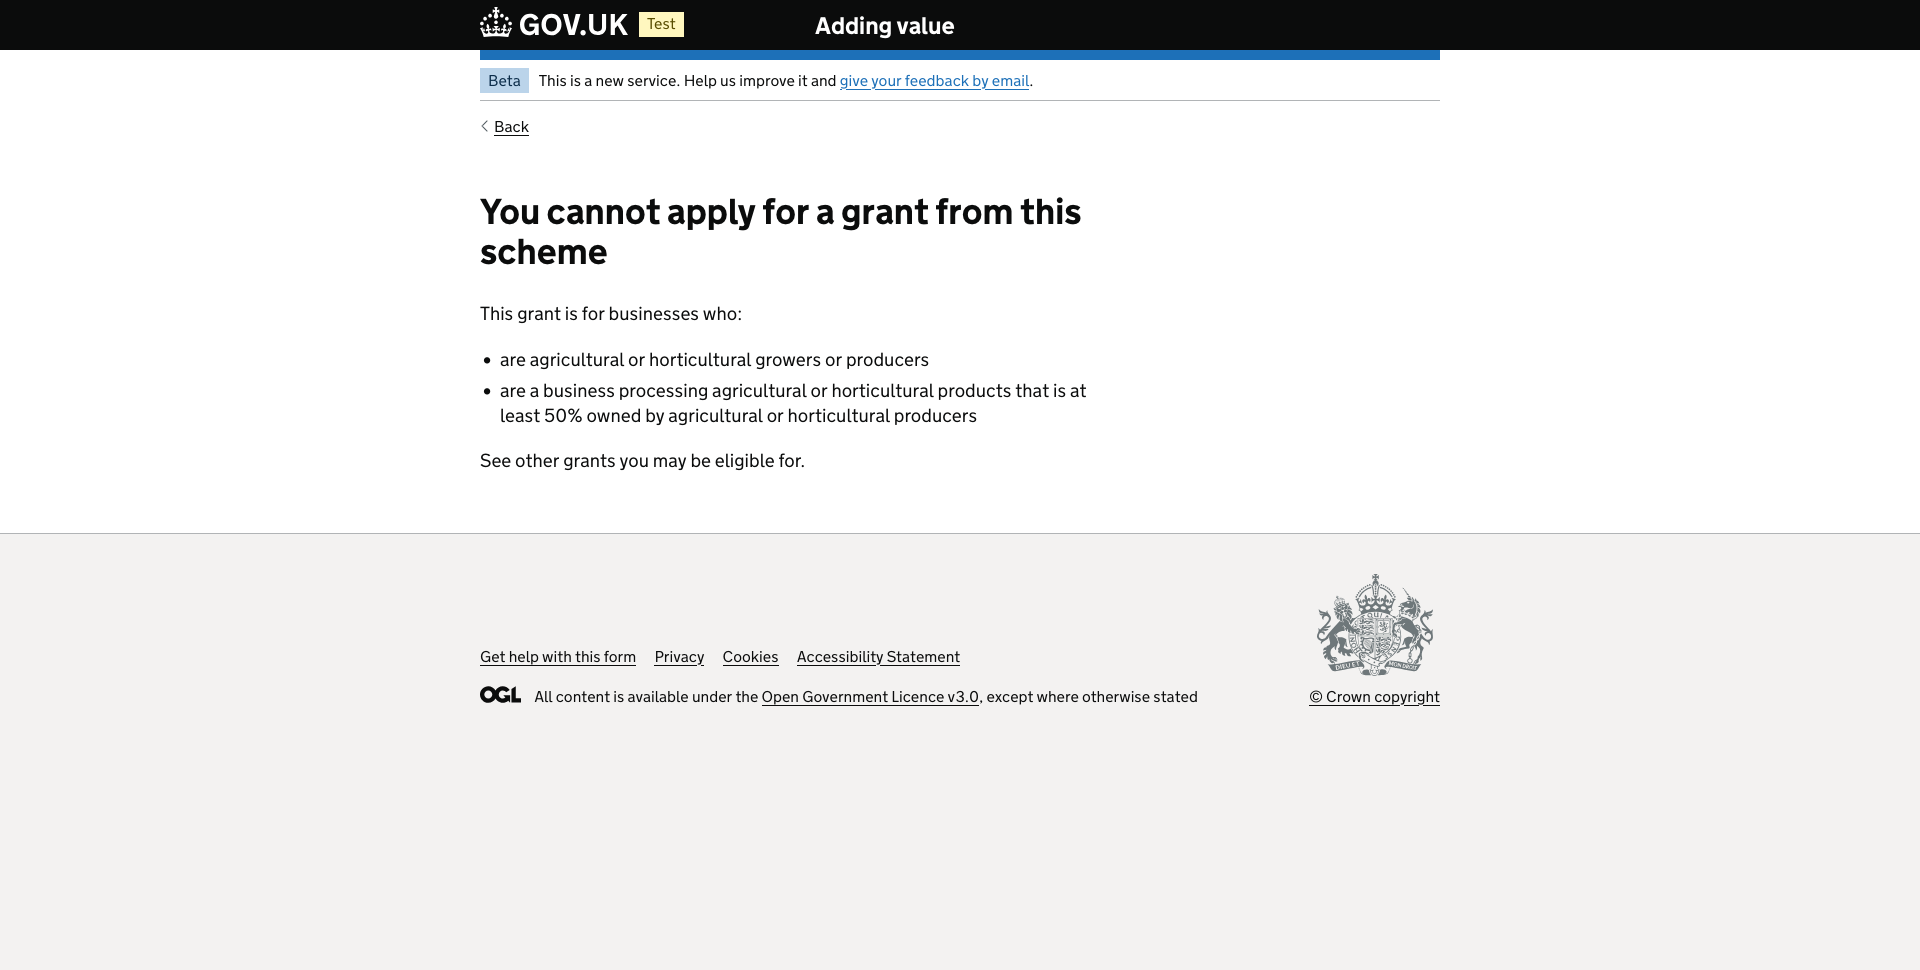 GOV.UK Test Adding value
Beta This is a new service. Help us improve it and give your feedback by email.
Back
You cannot apply for a grant from this
scheme
This grant is for businesses who:
• are agricultural or horticultural growers or producers
• are a business processing agricultural or horticultural products that is at
least 50% owned by agricultural or horticultural producers
See other grants you may be eligible for.
Get help with this form Privacy Cookies Accessibility Statement
OGL All content is available under the Open Government Licence v3.0, except where otherwise stated
DIEU ET MON DROIT
© Crown copyright